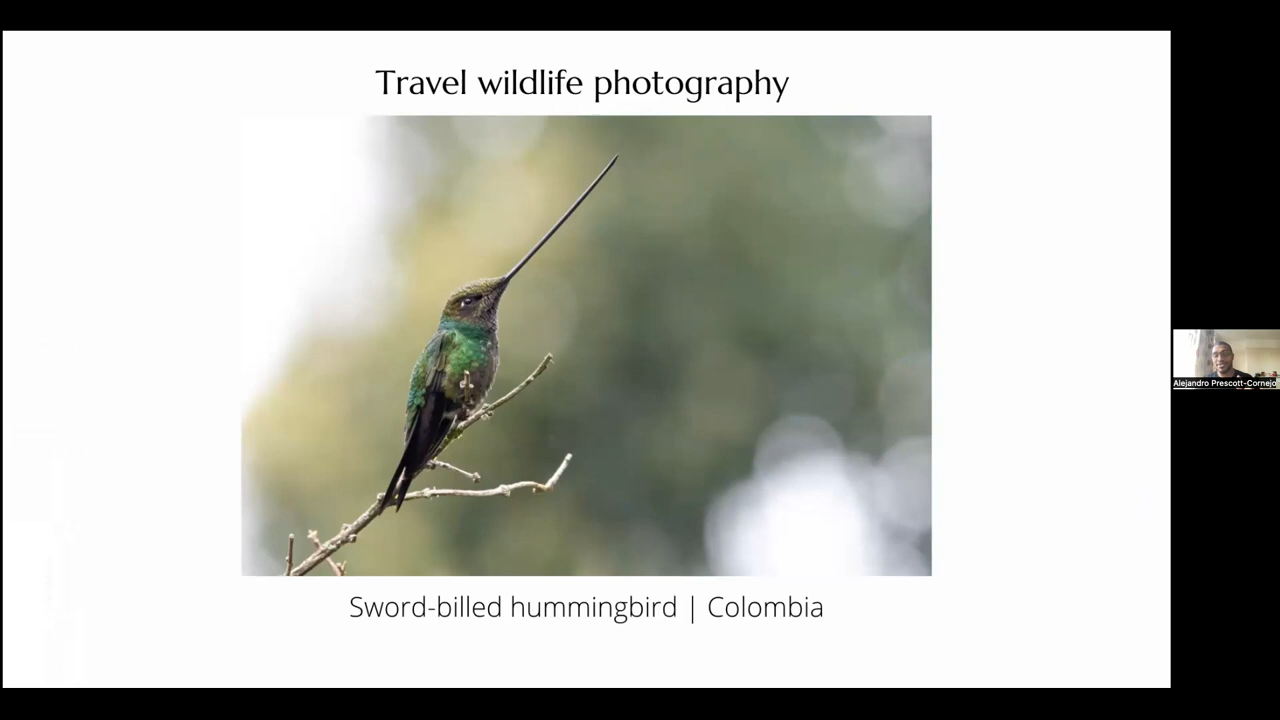 Travel wildlife photography
Sword-billed hummingbird | Colombia
Alejandro Prescott-Cornejo